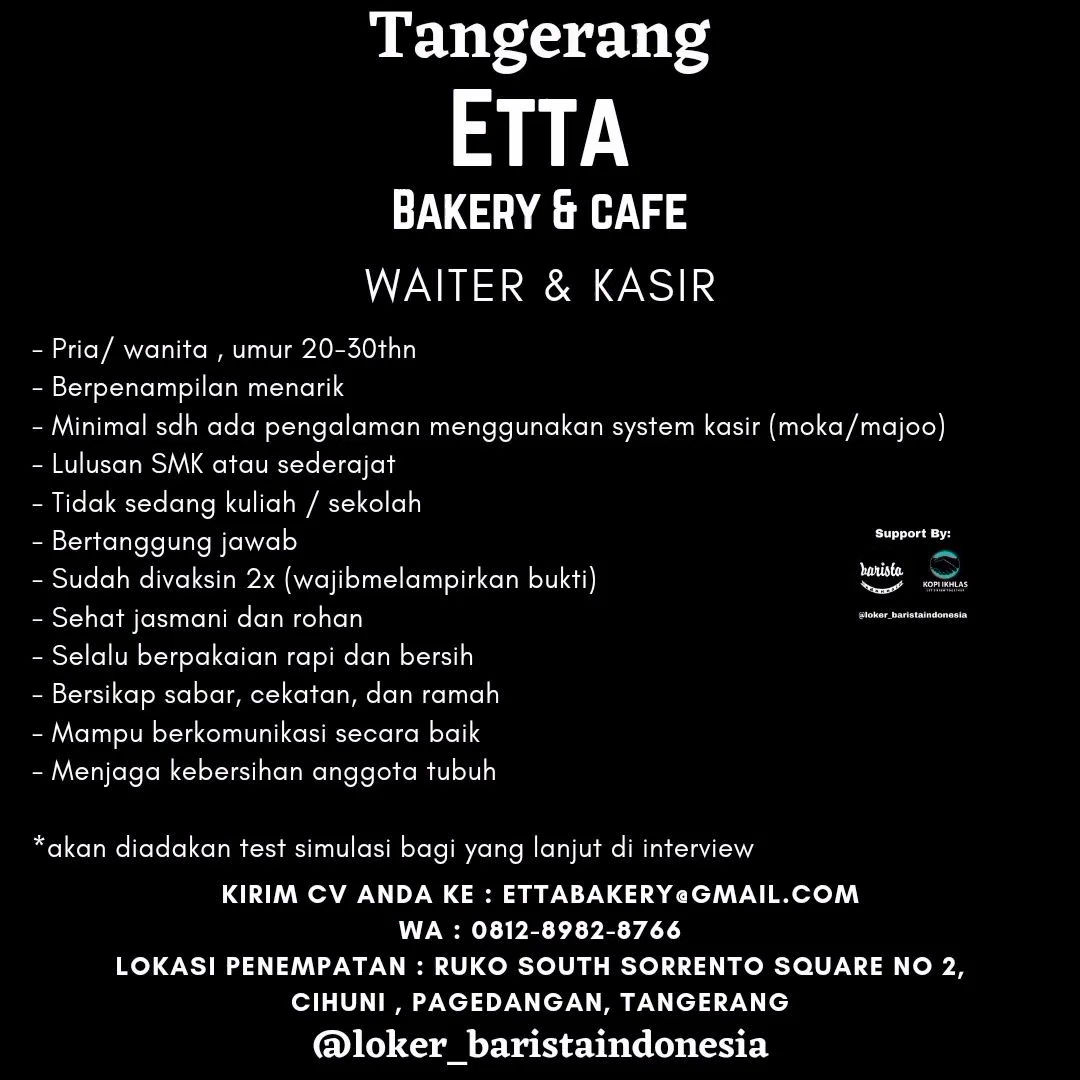 Tangerang
ETTA
BAKERY & CAFE
WAITER & KASIR
- Pria/ wanita , umur 20-30thn
- Berpenampilan menarik
- Minimal sdh ada pengalaman menggunakan system kasir (moka/majoo)
- Lulusan SMK atau sederajat
- Tidak sedang kuliah / sekolah
- Bertanggung jawab
- Sudah divaksin 2x (wajibmelampirkan bukti)
- Sehat jasmani dan rohan
- Selalu berpakaian rapi dan bersih
- Bersikap sabar, cekatan, dan ramah
- Mampu berkomunikasi secara baik
- Menjaga kebersihan anggota tubuh
Support By:
barista
KOPI IKHLAS
@loker_baristaindonesia
*akan diadakan test simulasi bagi yang lanjut di interview
KIRIM CV ANDA KE : ETTABAKERY@GMAIL.COM
WA : 0812-8982-8766
LOKASI PENEMPATAN : RUKO SOUTH SORRENTO SQUARE NO 2,
CIHUNI , PAGEDANGAN, TANGERANG
@loker_baristaindonesia